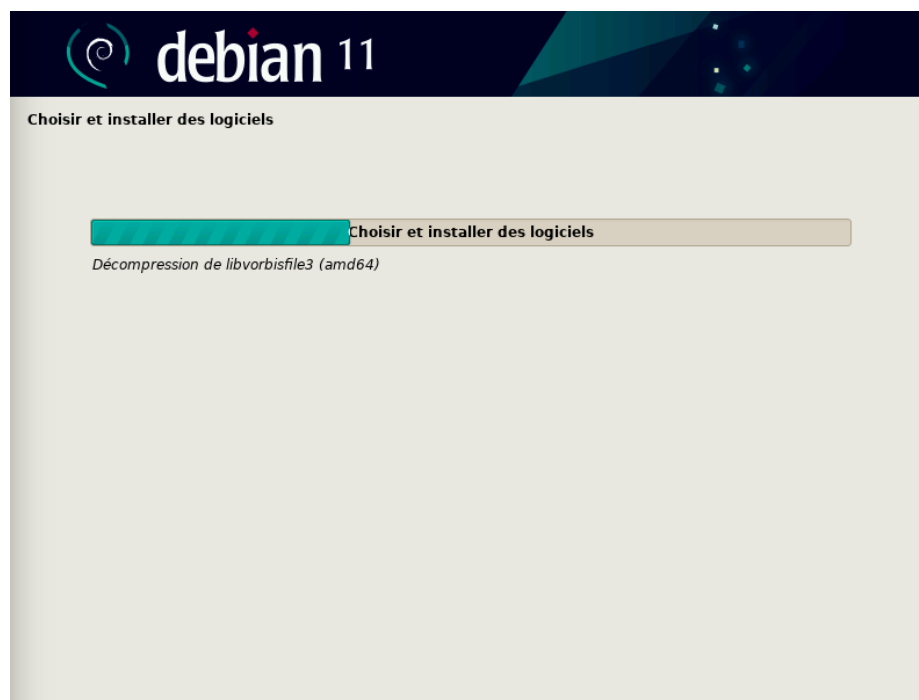 debian 11
Choisir et installer des logiciels
Choisir et installer des logiciels
Décompression de libvorbisfile3 (amd64)